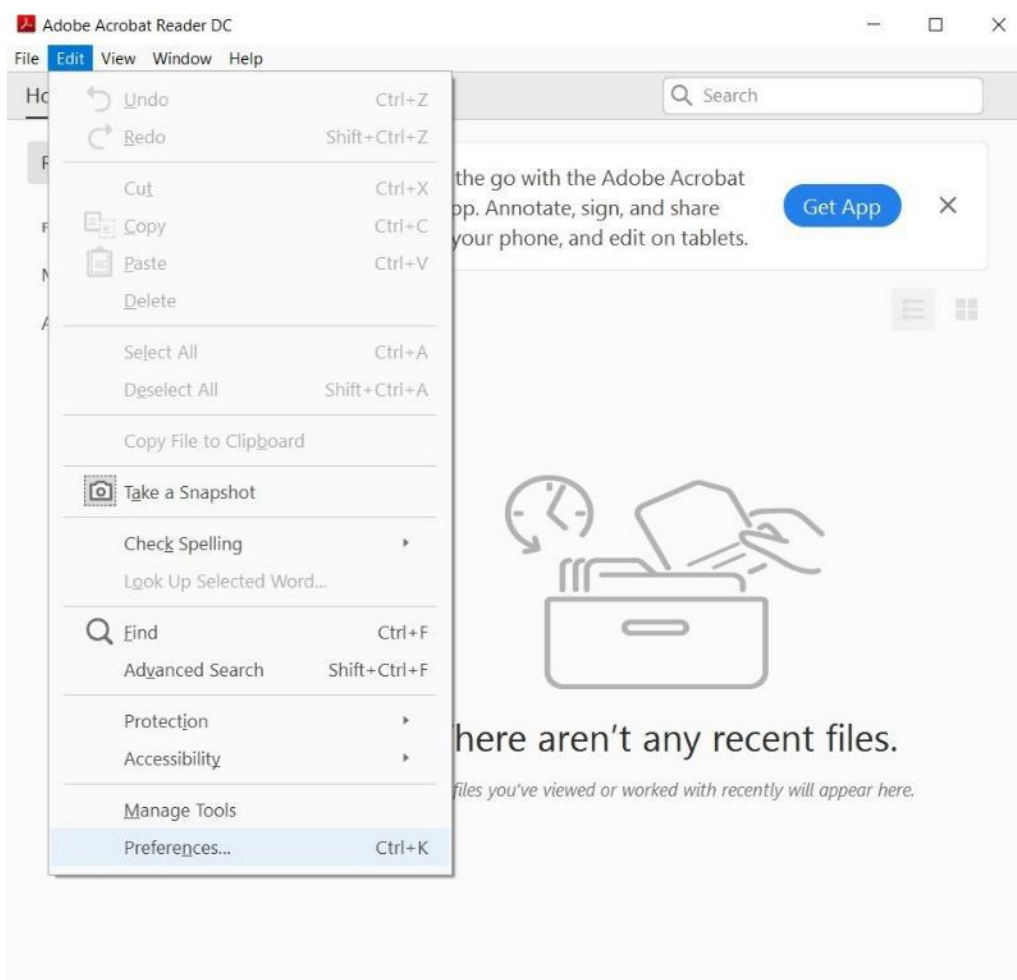 Adobe Acrobat Reader DC
File Edit View Window Help
Ho
Search
Undo Ctrl+Z
Redo Shift+Ctrl+Z
Cut Ctrl+X
Copy Ctrl+C
Paste Ctrl+V
Delete
Select All Ctrl+A
Deselect All Shift+Ctrl+A
Copy File to Clipboard
Take a Snapshot
Check Spelling
Look Up Selected Word...
Find Ctrl+F
Advanced Search Shift+Ctrl+F
Protection
Accessibility
Manage Tools
Preferences... Ctrl+K
the go with the Adobe Acrobat
pp. Annotate, sign, and share
your phone, and edit on tablets.
Get App
here aren't any recent files.
files you've viewed or worked with recently will appear here.